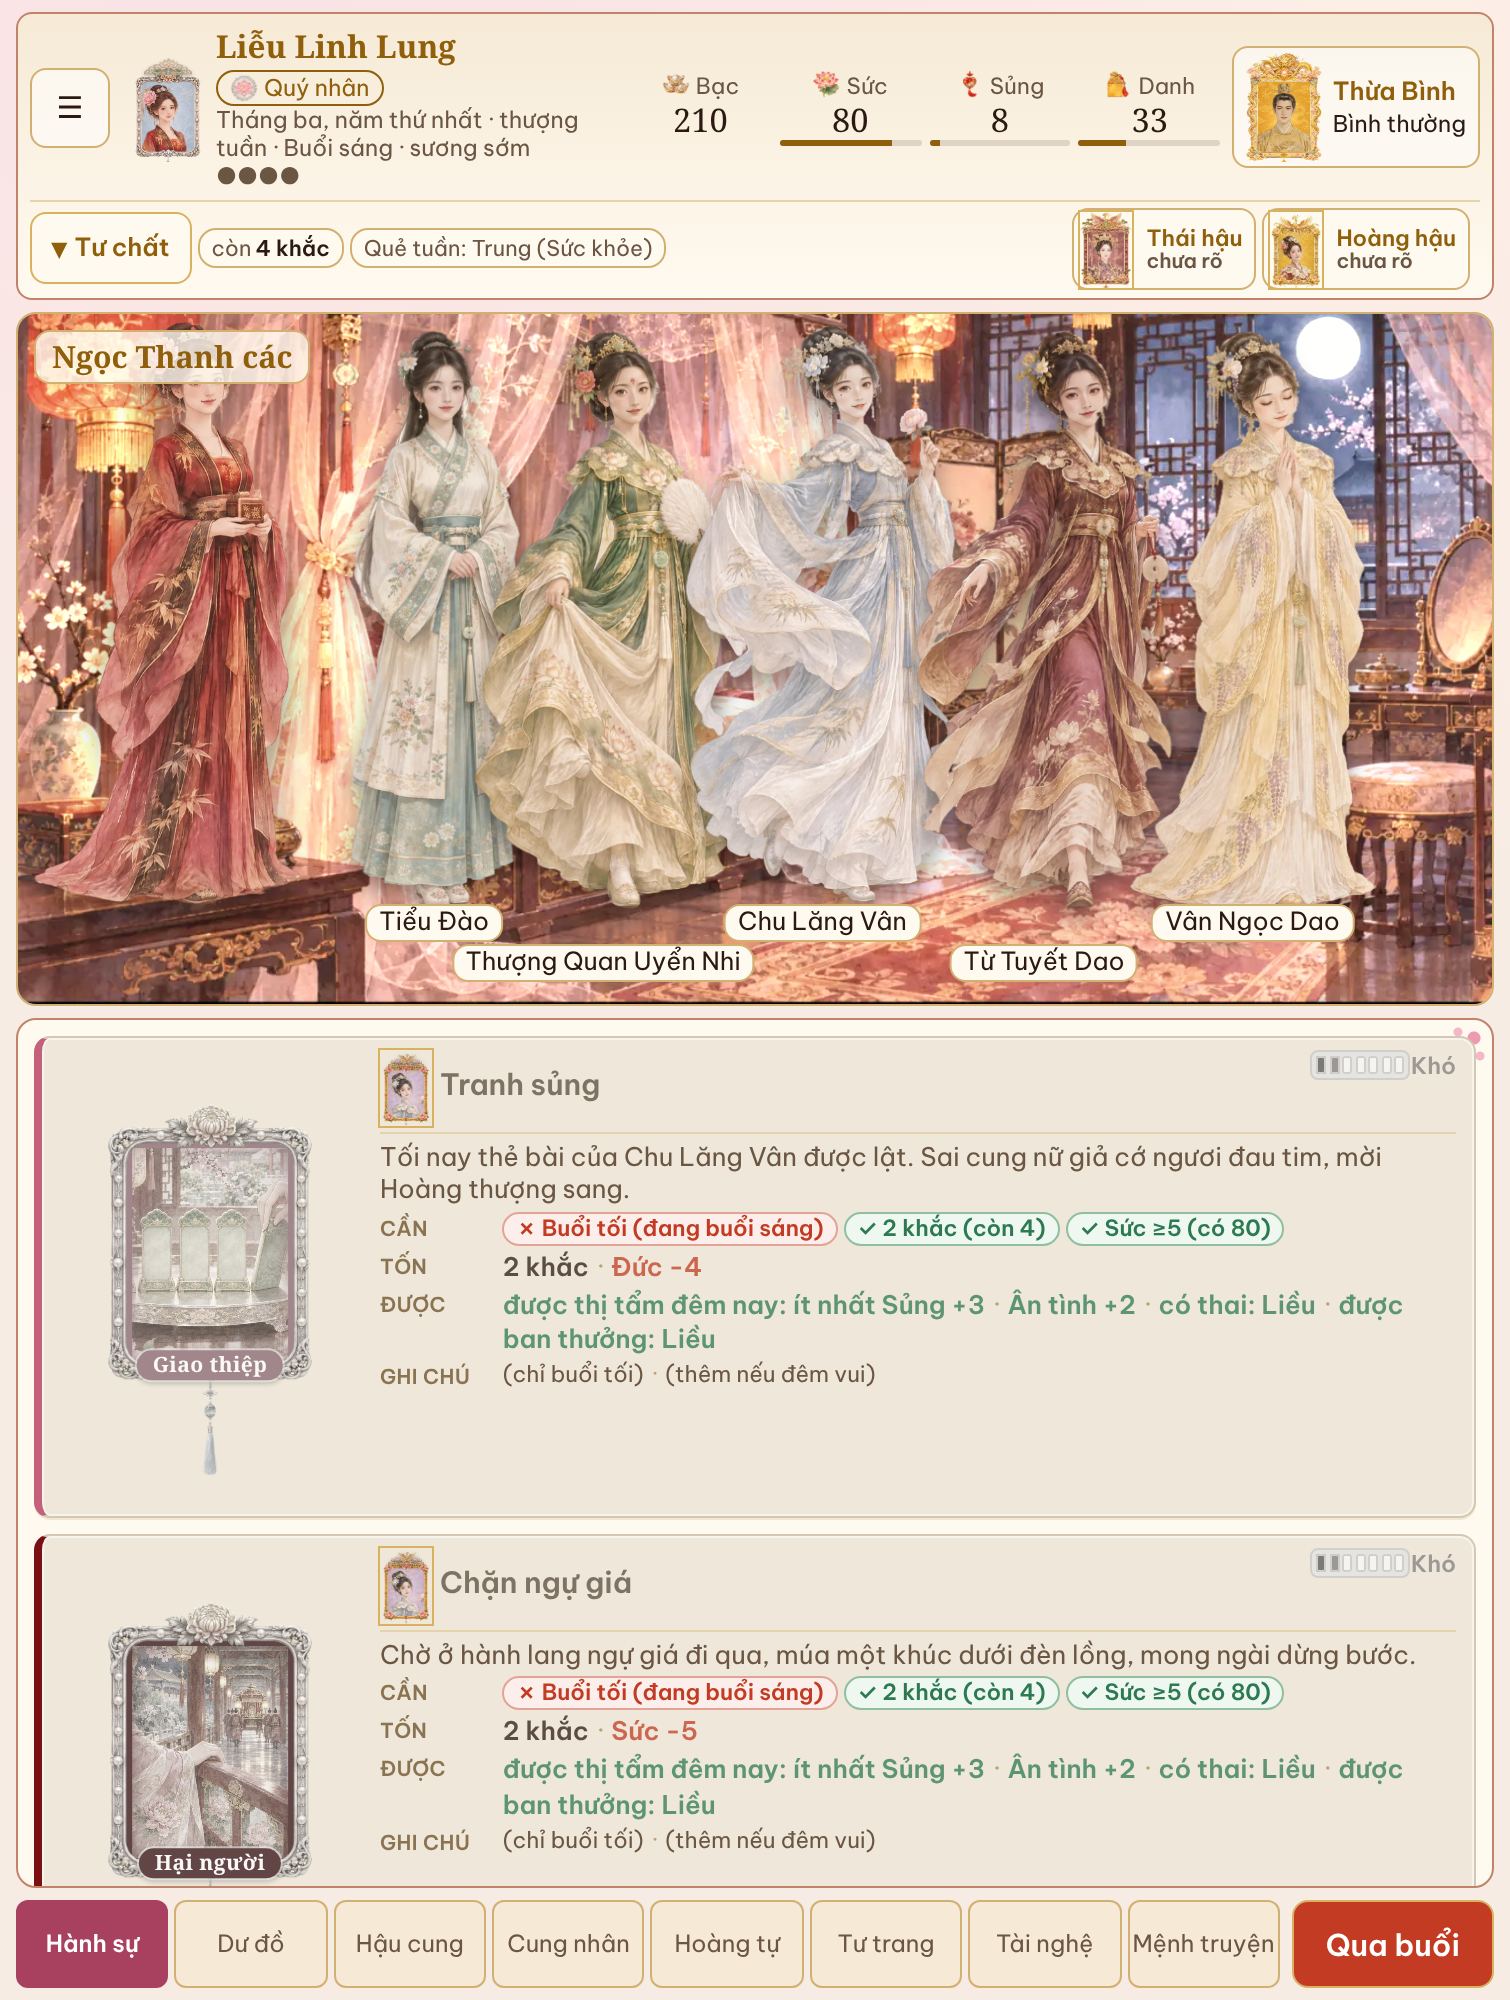 ☰
Liễu Linh Lung
Quý nhân
Tháng ba, năm thứ nhất · thượng
tuần · Buổi sáng · sương sớm
Bạc
210
Sức
80
Sủng
8
Danh
33
Thừa Bình
Bình thường
▼ Tư chất
còn 4 khắc
Quẻ tuần: Trung (Sức khỏe)
Thái hậu
chưa rõ
Hoàng hậu
chưa rõ
Ngọc Thanh các
Tiểu Đào
Chu Lăng Vân
Vân Ngọc Dao
Thượng Quan Uyển Nhi
Từ Tuyết Dao
Tranh sủng
Khó
Tối nay thẻ bài của Chu Lăng Vân được lật. Sai cung nữ giả cớ ngươi đau tim, mời
Hoàng thượng sang.
CẦN × Buổi tối (đang buổi sáng) ✓ 2 khắc (còn 4) ✓ Sức ≥5 (có 80)
TỐN 2 khắc · Đức -4
ĐƯỢC được thị tẩm đêm nay: ít nhất Sủng +3 · Ân tình +2 · có thai: Liều · được
ban thưởng: Liều
GHI CHÚ (chỉ buổi tối) · (thêm nếu đêm vui)
Giao thiệp
Chặn ngự giá
Khó
Chờ ở hành lang ngự giá đi qua, múa một khúc dưới đèn lồng, mong ngài dừng bước.
CẦN × Buổi tối (đang buổi sáng) ✓ 2 khắc (còn 4) ✓ Sức ≥5 (có 80)
TỐN 2 khắc · Sức -5
ĐƯỢC được thị tẩm đêm nay: ít nhất Sủng +3 · Ân tình +2 · có thai: Liều · được
ban thưởng: Liều
GHI CHÚ (chỉ buổi tối) · (thêm nếu đêm vui)
Hại người
Hành sự
Dư đồ
Hậu cung
Cung nhân
Hoàng tự
Tư trang
Tài nghệ
Mệnh truyện
Qua buổi